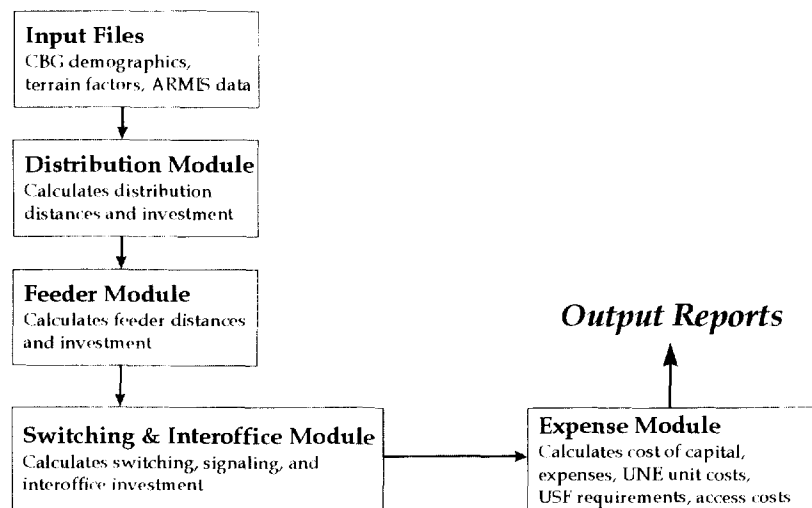 Input Files
CBG demographics,
terrain factors, ARMIS data
Distribution Module
Calculates distribution
distances and investment
Feeder Module
Calculates feeder distances
and investment
Switching & Interoffice Module
Calculates switching, signaling, and
interoffice investment
Output Reports
Expense Module
Calculates cost of capital,
expenses, UNE unit costs,
USF requirements, access costs